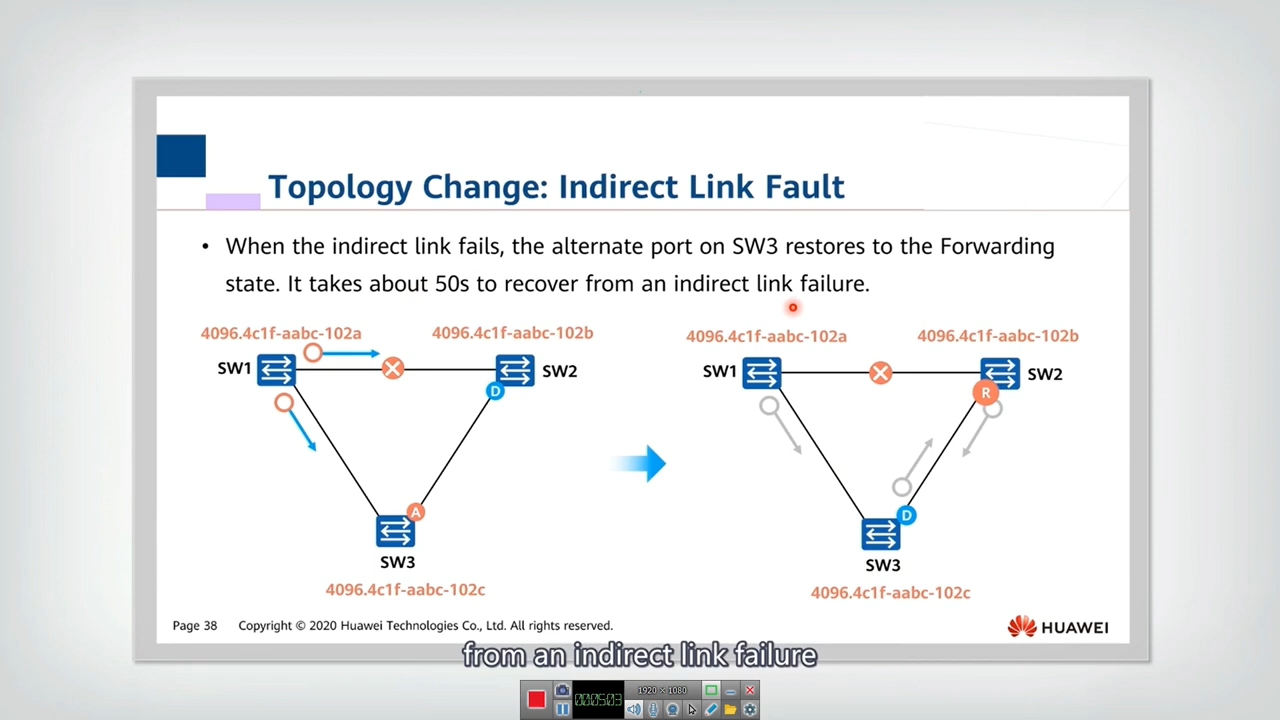 Topology Change: Indirect Link Fault
• When the indirect link fails, the alternate port on SW3 restores to the Forwarding
state. It takes about 50s to recover from an indirect link failure.
4096.4c1f-aabc-102a
4096.4c1f-aabc-102b
SW1
SW2
D
A
SW3
4096.4c1f-aabc-102c
4096.4c1f-aabc-102a
4096.4c1f-aabc-102b
SW1
SW2
R
D
SW3
4096.4c1f-aabc-102c
Page 38 Copyright © 2020 Huawei Technologies Co., Ltd. All rights reserved.
HUAWEI
from an indirect link failure
1920 × 1080
000503